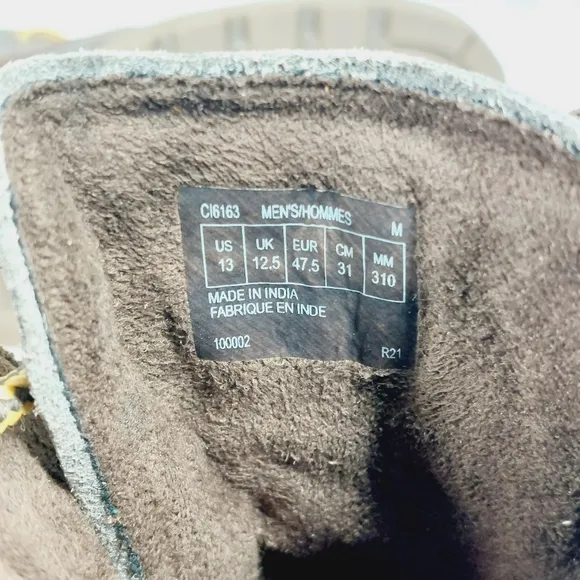 CI6163 MEN'S/HOMMES M
US UK EUR CM MM
13 12.5 47.5 31 310
MADE IN INDIA
FABRIQUE EN INDE
100002 R21